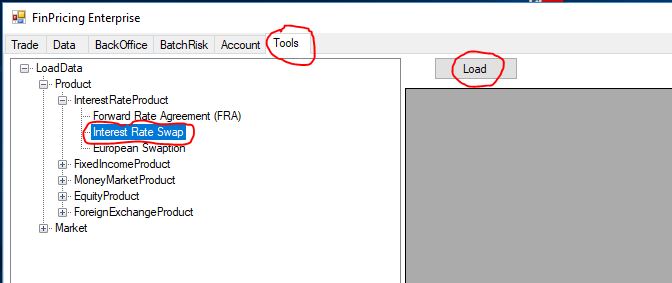 FinPricing Enterprise
Trade Data BackOffice BatchRisk Account Tools
LoadData
Load
Product
InterestRateProduct
Forward Rate Agreement (FRA)
Interest Rate Swap
European Swaption
FixedIncomeProduct
MoneyMarketProduct
EquityProduct
ForeignExchangeProduct
Market